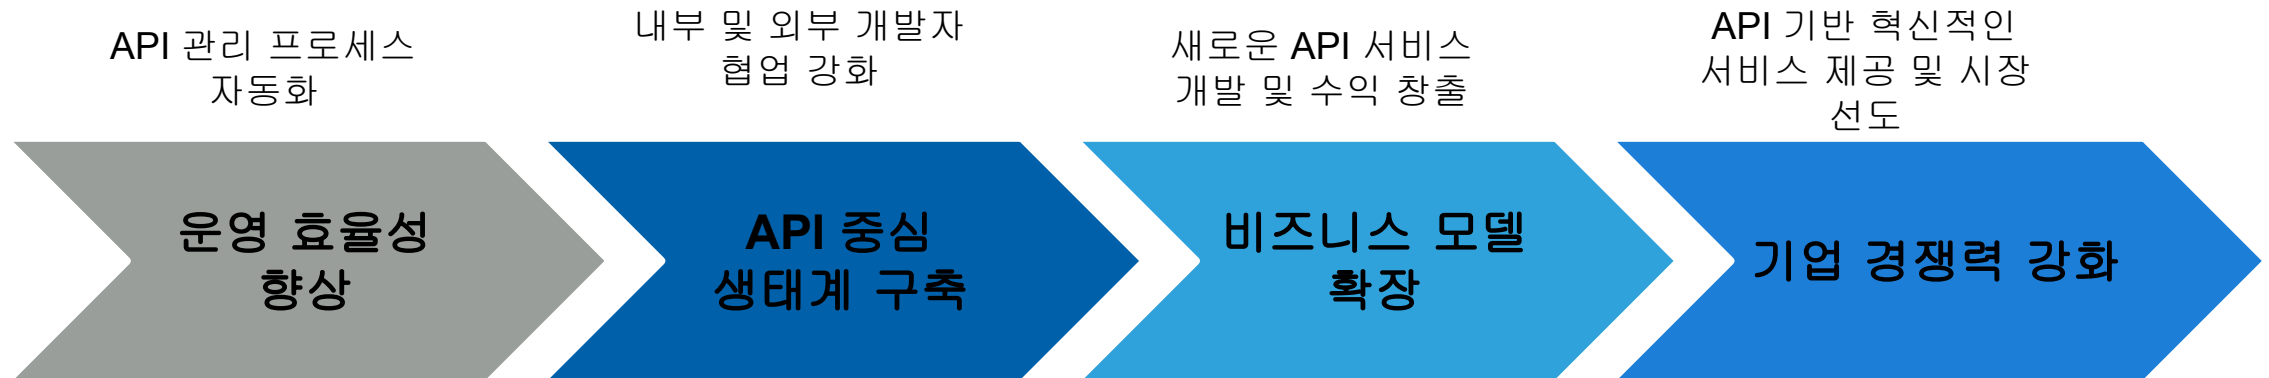 API 관리 프로세스
자동화
내부 및 외부 개발자
협업 강화
새로운 API 서비스
개발 및 수익 창출
API 기반 혁신적인
서비스 제공 및 시장
선도
운영 효율성
향상
API 중심
생태계 구축
비즈니스 모델
확장
기업 경쟁력 강화